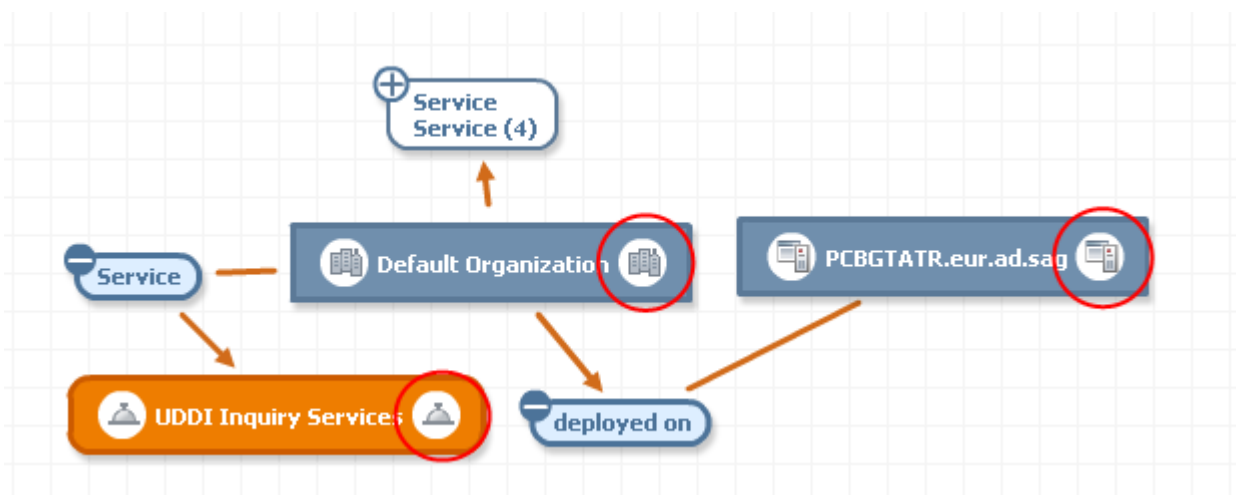 Service
Service (4)
Default Organization
PCBGTATR.eur.ad.sag
Service
UDDI Inquiry Services
deployed on